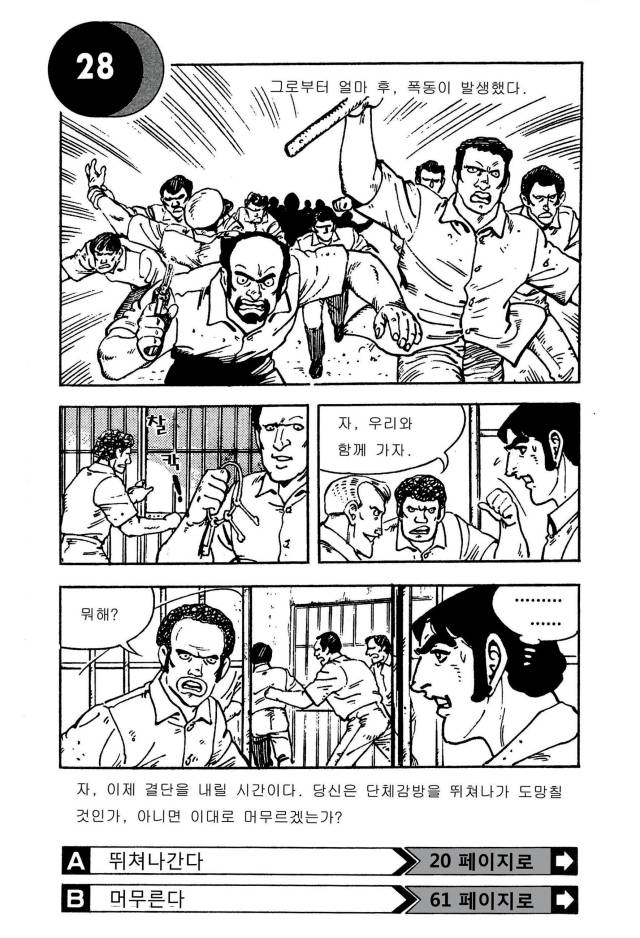 28
그로부터 얼마 후, 폭동이 발생했다.
찰
칵
!
자, 우리와
함께 가자.
뭐해?
·········
······
자, 이제 결단을 내릴 시간이다. 당신은 단체감방을 뛰쳐나가 도망칠
것인가, 아니면 이대로 머무르겠는가?
A 뛰쳐나간다 20 페이지로
B 머무른다 61 페이지로